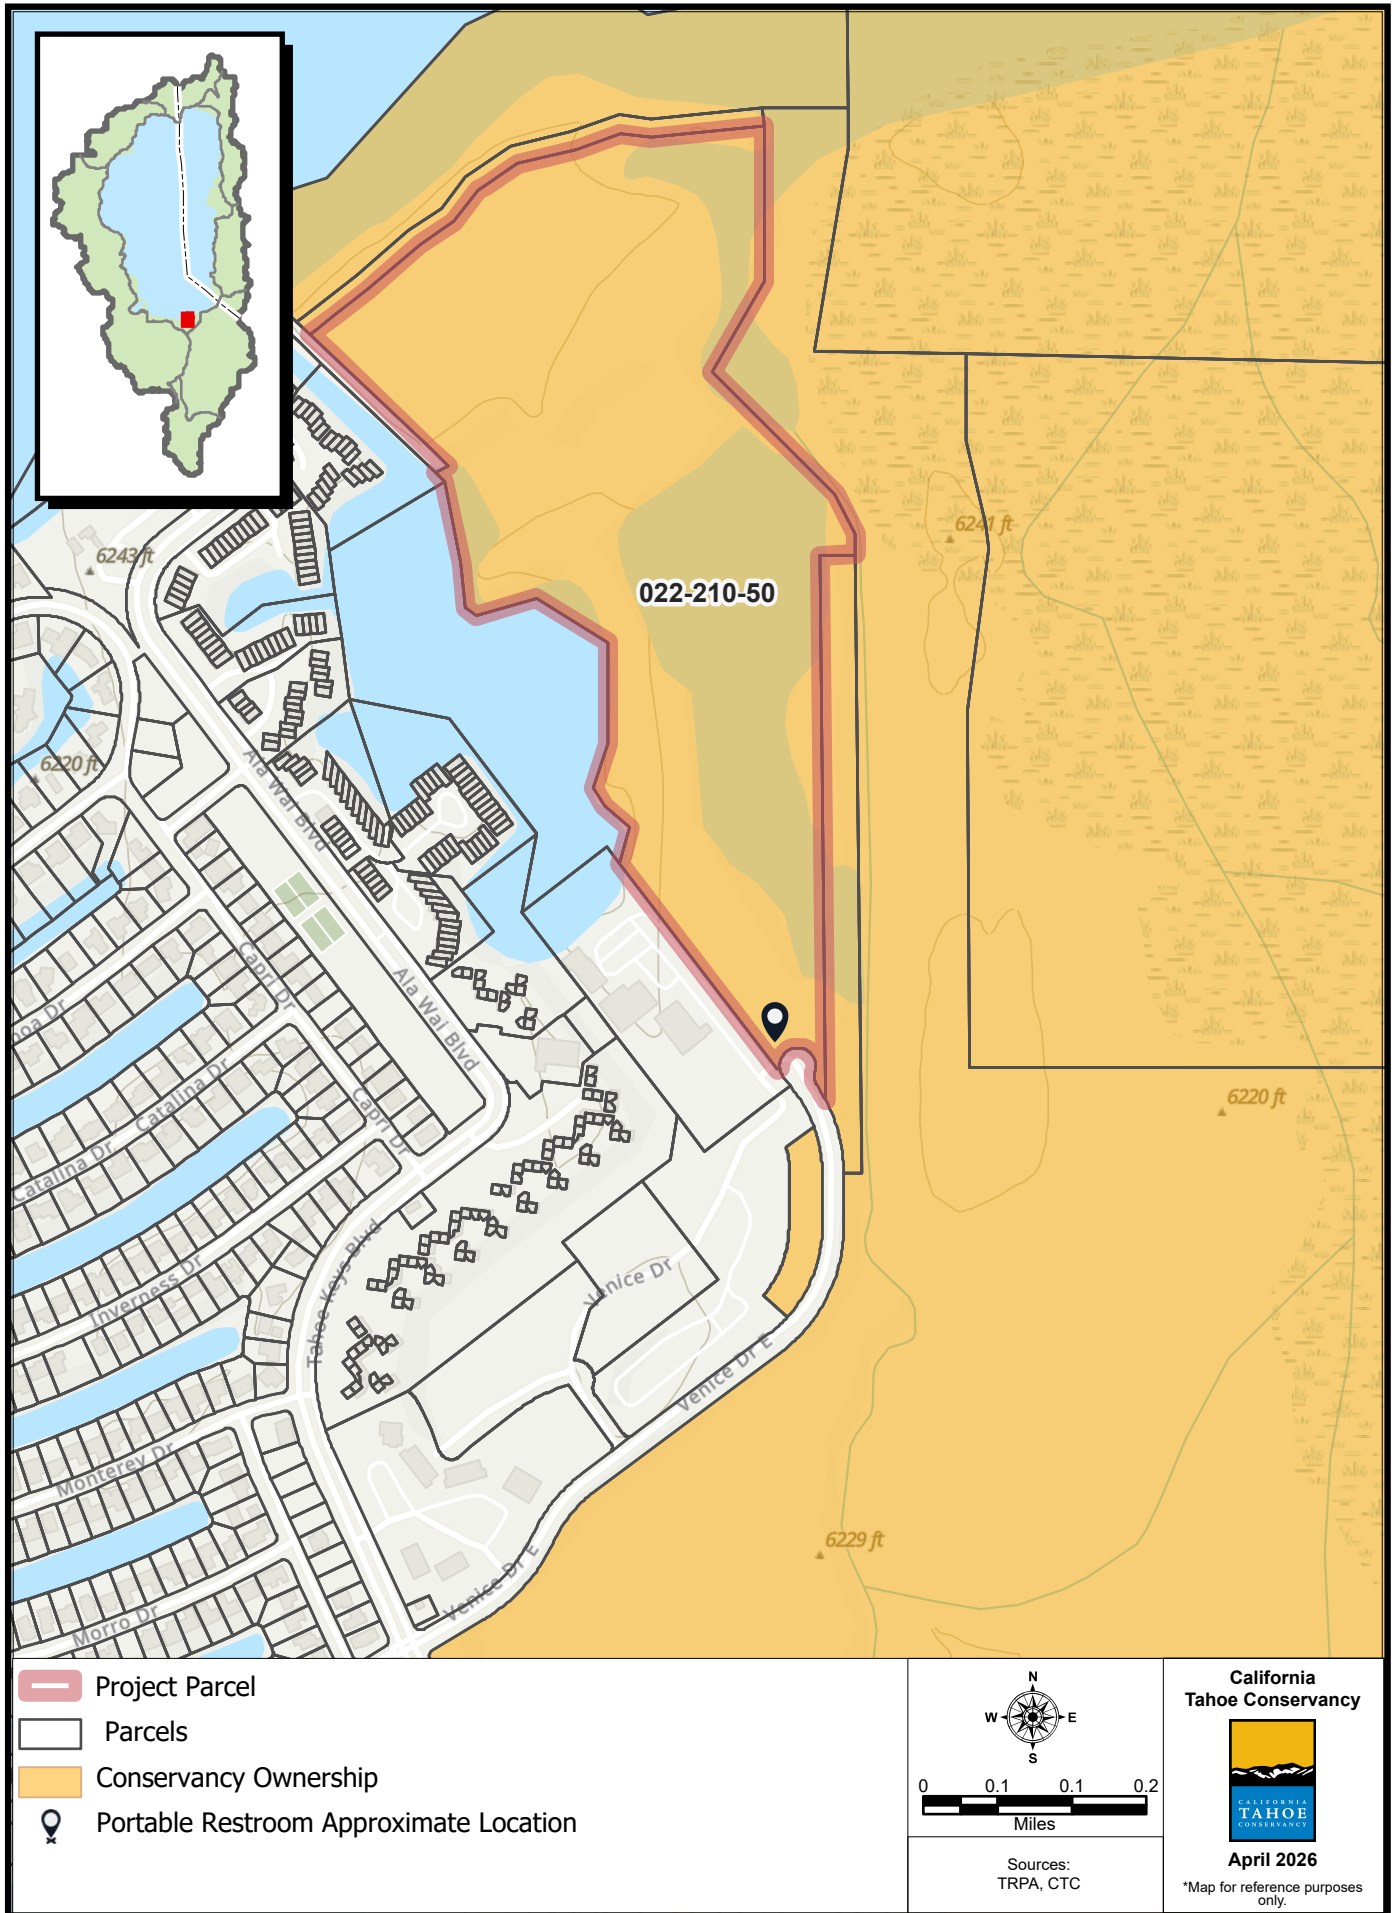 022-210-50
6243 ft
6241 ft
6220 ft
Ala Wai Blvd
Capri Dr
Ala Wai Blvd
Catalina Dr
Catalina Dr
Capri Dr
6220 ft
Inverness Dr
Tahoe Keys Blvd
Venice Dr
Venice Dr E
Monterey Dr
6229 ft
Venice Dr E
Morro Dr
Project Parcel
Parcels
Conservancy Ownership
Portable Restroom Approximate Location
N
W E
S
0 0.1 0.1 0.2
Miles
Sources:
TRPA, CTC
California
Tahoe Conservancy
CALIFORNIA
TAHOE
CONSERVANCY
April 2026
*Map for reference purposes
only.